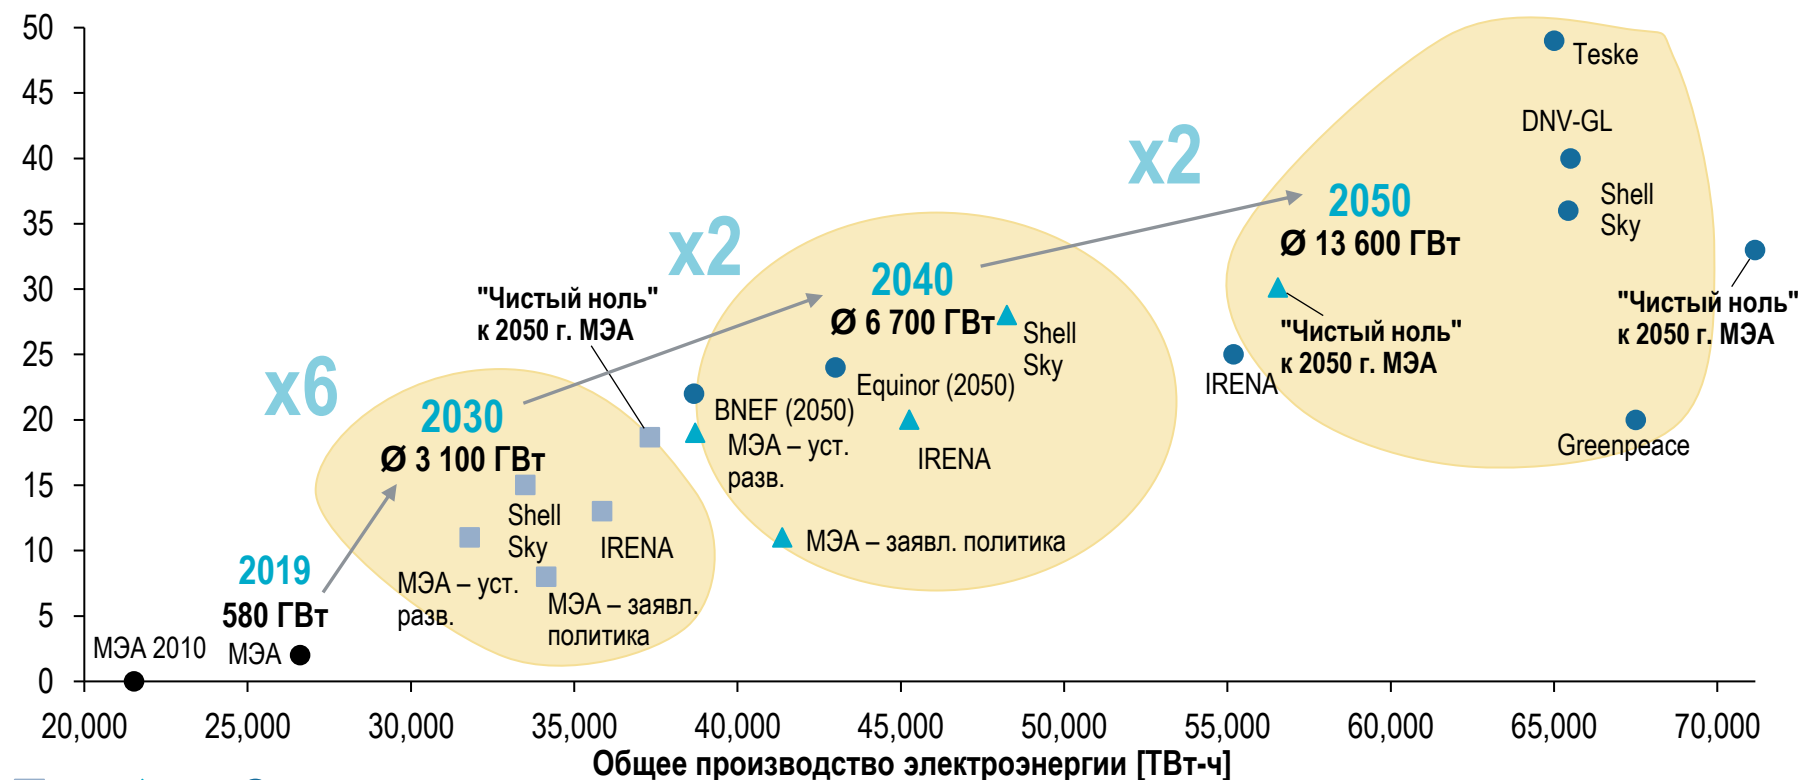 50
45
40
35
30
25
20
15
10
5
0
20,000
25,000
30,000
35,000
40,000
45,000
50,000
55,000
60,000
65,000
70,000
Общее производство электроэнергии [ТВт-ч]
МЭА 2010
МЭА
2019
580 ГВт
x6
2030
Ø 3 100 ГВт
"Чистый ноль"
к 2050 г. МЭА
Shell
Sky
IRENA
МЭА – уст.
разв.
МЭА – заявл.
политика
x2
2040
Ø 6 700 ГВт
Shell
Sky
Equinor (2050)
BNEF (2050)
МЭА – уст.
разв.
IRENA
МЭА – заявл. политика
x2
2050
Ø 13 600 ГВт
Teske
DNV-GL
Shell
Sky
"Чистый ноль"
к 2050 г. МЭА
"Чистый ноль"
к 2050 г. МЭА
IRENA
Greenpeace